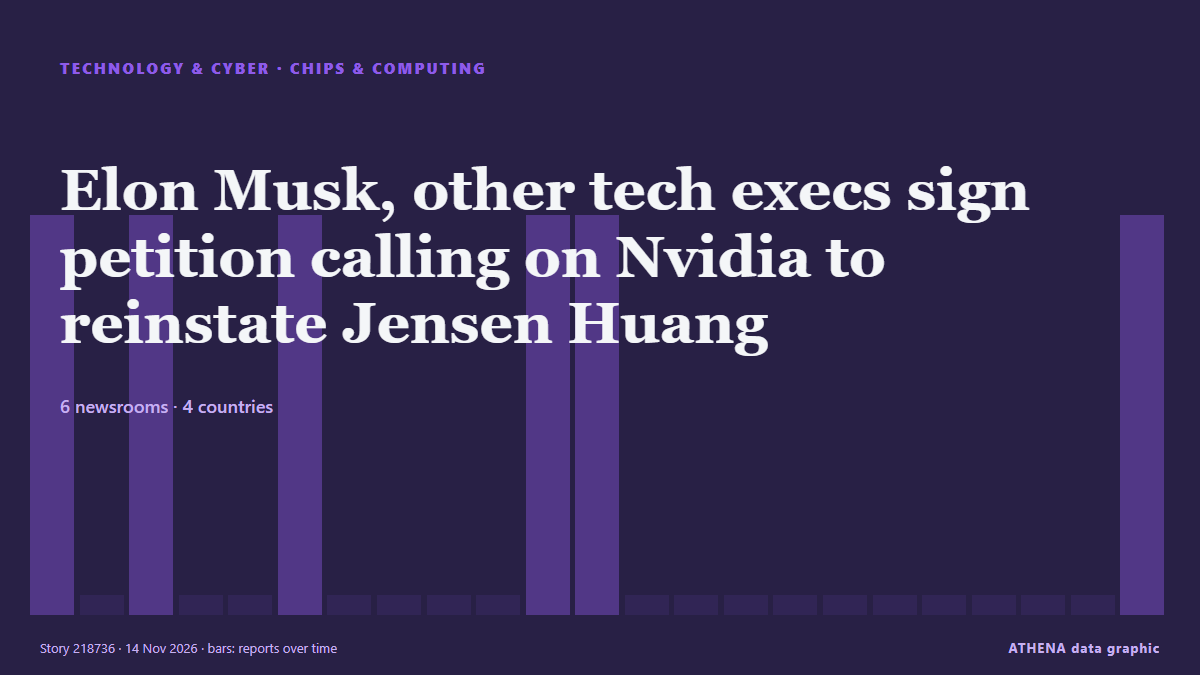 TECHNOLOGY & CYBER · CHIPS & COMPUTING
Elon Musk, other tech execs sign
petition calling on Nvidia to
reinstate Jensen Huang
6 newsrooms · 4 countries
Story 218736 · 14 Nov 2026 · bars: reports over time
ATHENA data graphic